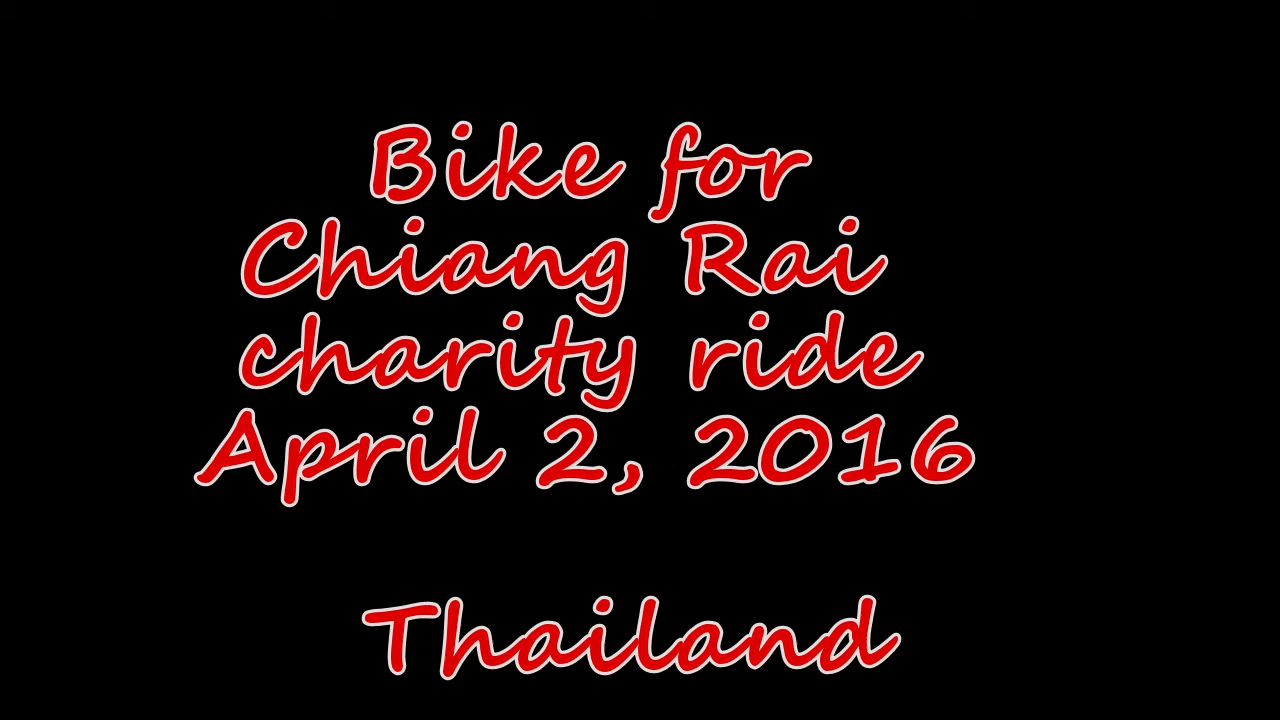 Bike for
Chiang Rai
charity ride
April 2, 2016
Thailand